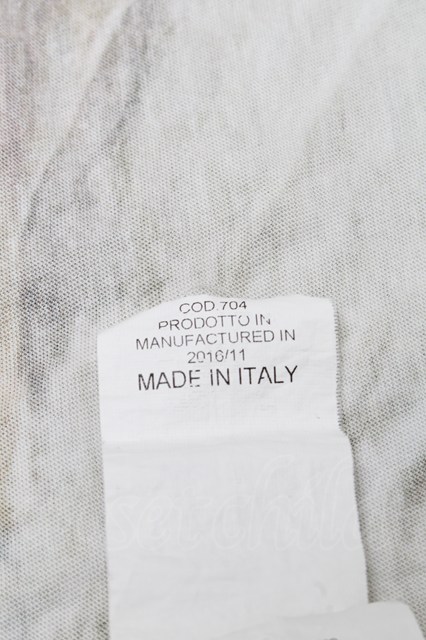 COD.704
PRODOTTO IN
MANUFACTURED IN
2016/11
MADE IN ITALY